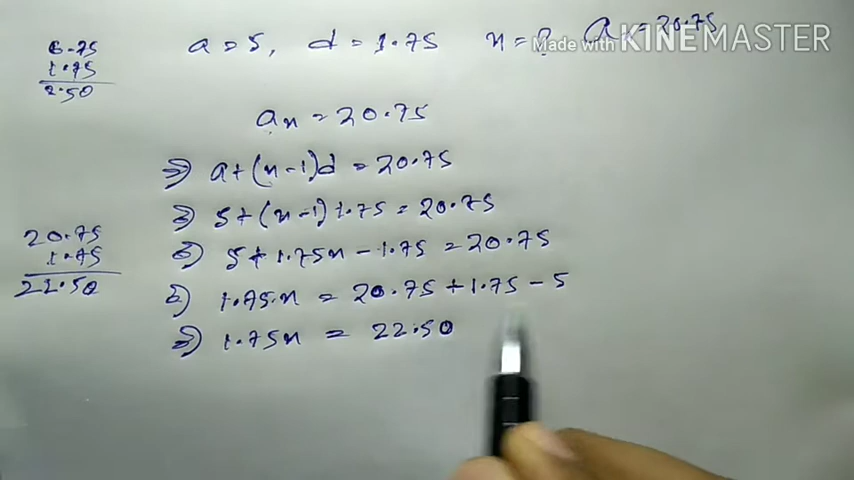 a = 5, d = 1.75 n = ? a = 20.75
Made with KINEMASTER
6.75
1.75
2.50
aₙ = 20.75
⇒ a+(n-1)d = 20.75
⇒ 5+(n-1)1.75 = 20.75
⇒ 5+1.75n - 1.75 = 20.75
20.75
1.75
22.50
⇒ 1.75.n = 20.75+1.75 - 5
⇒ 1.75n = 22.50